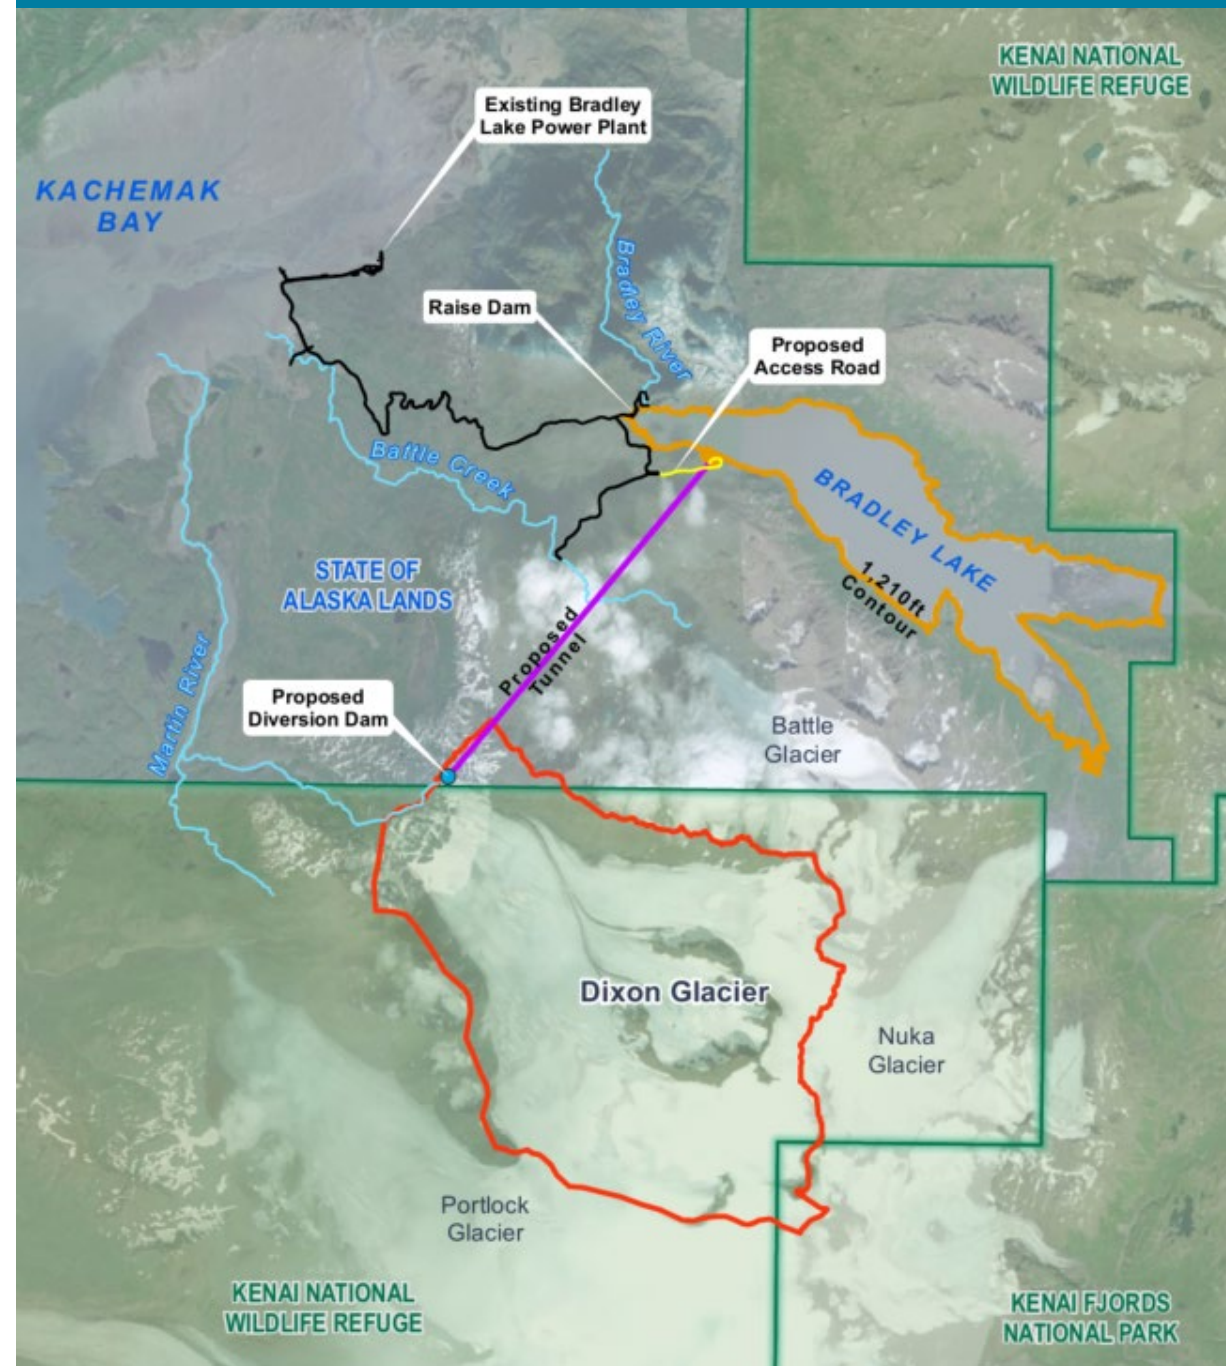 KENAI NATIONAL
WILDLIFE REFUGE
Existing Bradley
Lake Power Plant
KACHEMAK
BAY
Bradley River
Raise Dam
Proposed
Access Road
Battle Creek
BRADLEY LAKE
1,210ft
Contour
STATE OF
ALASKA LANDS
Proposed
Tunnel
Martin River
Proposed
Diversion Dam
Battle
Glacier
Dixon Glacier
Nuka
Glacier
Portlock
Glacier
KENAI NATIONAL
WILDLIFE REFUGE
KENAI FJORDS
NATIONAL PARK